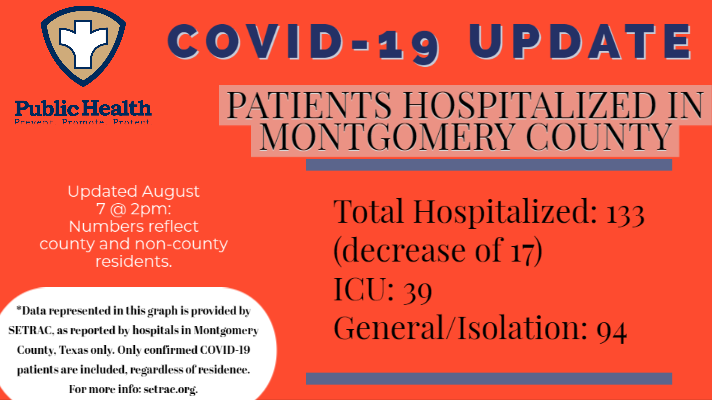 COVID-19 UPDATE
Public Health
Prevent. Promote. Protect.
PATIENTS HOSPITALIZED IN
MONTGOMERY COUNTY
Updated August
7 @ 2pm:
Numbers reflect
county and non-county
residents.
Total Hospitalized: 133
(decrease of 17)
ICU: 39
General/Isolation: 94
*Data represented in this graph is provided by
SETRAC, as reported by hospitals in Montgomery
County, Texas only. Only confirmed COVID-19
patients are included, regardless of residence.
For more info: setrac.org.